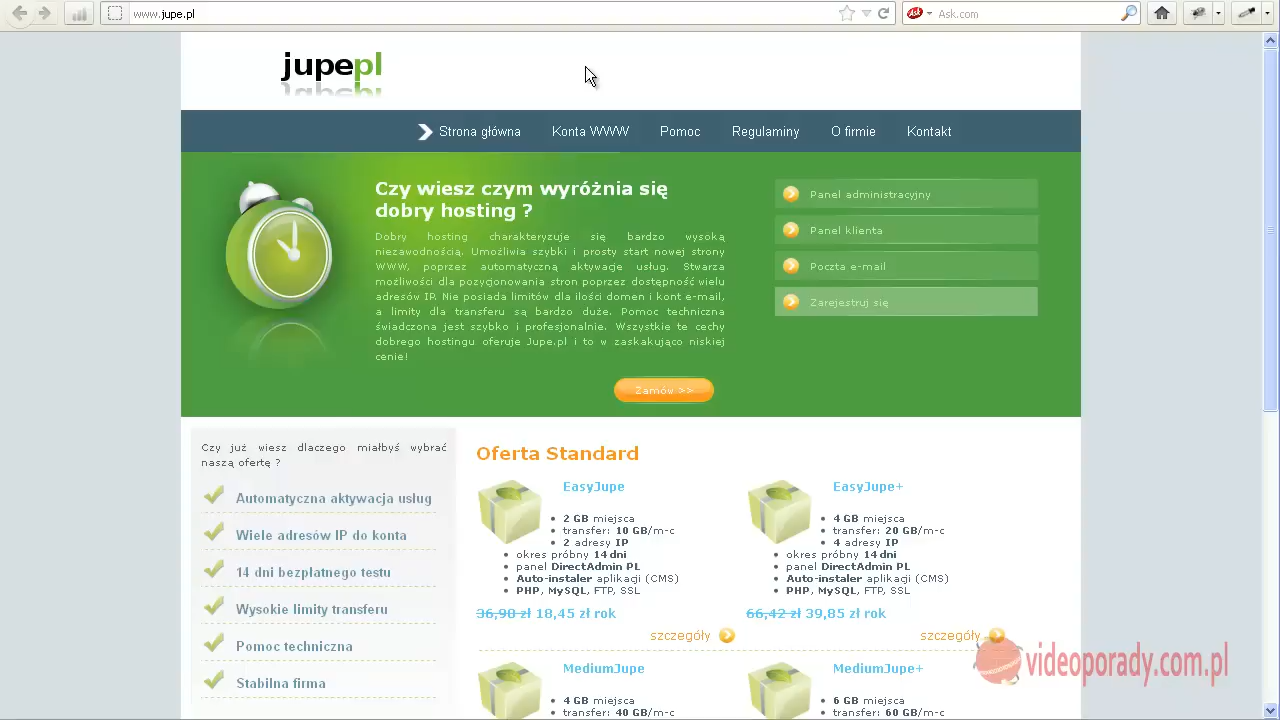 www.jupe.pl
Ask.com
jupepl
Strona główna Konta WWW Pomoc Regulaminy O firmie Kontakt
Czy wiesz czym wyróżnia się
dobry hosting ?
Dobry hosting charakteryzuje się bardzo wysoką
niezawodnością. Umożliwia szybki i prosty start nowej strony
WWW, poprzez automatyczną aktywacje usług. Stwarza
możliwości dla pozycjonowania stron poprzez dostępność wielu
adresów IP. Nie posiada limitów dla ilości domen i kont e-mail,
a limity dla transferu są bardzo duże. Pomoc techniczna
świadczona jest szybko i profesjonalnie. Wszystkie te cechy
dobrego hostingu oferuje Jupe.pl i to w zaskakująco niskiej
cenie!
Zamów >>
Panel administracyjny
Panel klienta
Poczta e-mail
Zarejestruj się
Czy już wiesz dlaczego miałbyś wybrać
naszą ofertę ?
Automatyczna aktywacja usług
Wiele adresów IP do konta
14 dni bezpłatnego testu
Wysokie limity transferu
Pomoc techniczna
Stabilna firma
Oferta Standard
EasyJupe
2 GB miejsca
transfer: 10 GB/m-c
2 adresy IP
okres próbny 14 dni
panel DirectAdmin PL
Auto-instaler aplikagi (CMS)
PHP, MySQL, FTP, SSL
36,90 zł 18,45 zł rok
szczegóły
EasyJupe+
4 GB miejsca
transfer: 20 GB/m-c
4 adresy IP
okres próbny 14 dni
panel DirectAdmin PL
Auto-instaler aplikagi (CMS)
PHP, MySQL, FTP, SSL
66,42 zł 39,85 zł rok
szczegóły
MediumJupe
4 GB miejsca
transfer: 40 GB/m-c
MediumJupe+
6 GB miejsca
transfer: 60 GB/m-c
videoporady.com.pl